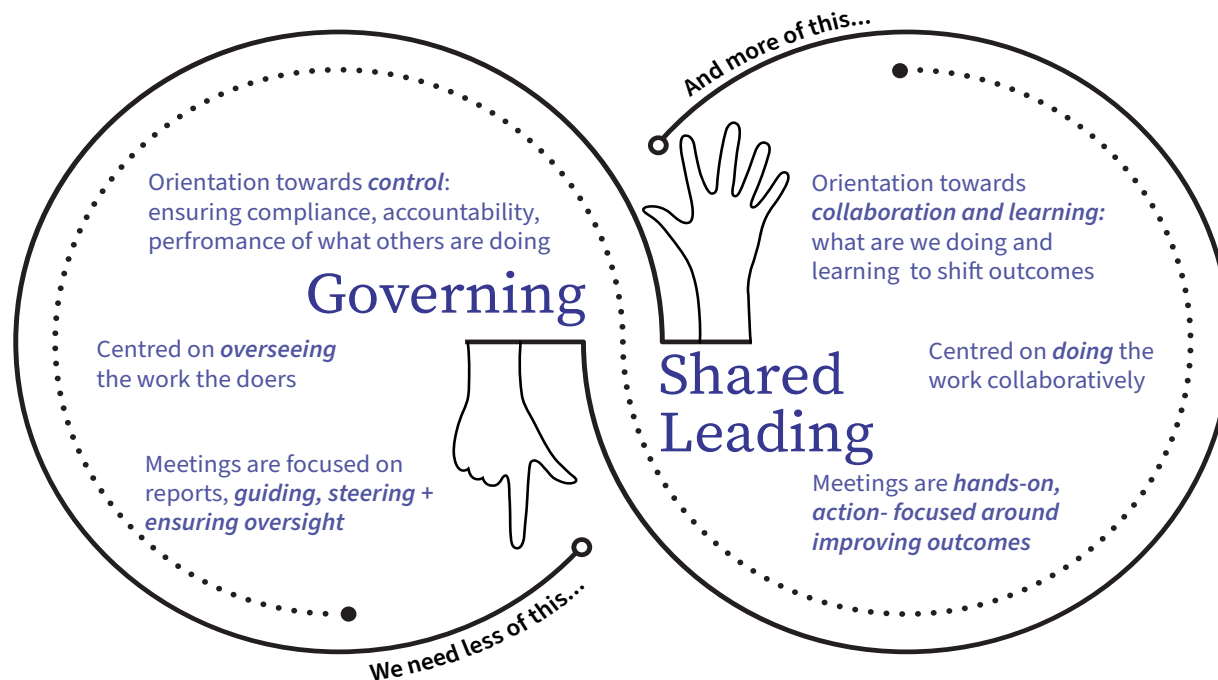 Orientation towards control:
ensuring compliance, accountability,
perfromance of what others are doing
Governing
Centred on overseeing
the work the doers
Meetings are focused on
reports, guiding, steering +
ensuring oversight
We need less of this...
And more of this...
Orientation towards
collaboration and learning:
what are we doing and
learning to shift outcomes
Shared
Leading
Centred on doing the
work collaboratively
Meetings are hands-on,
action- focused around
improving outcomes